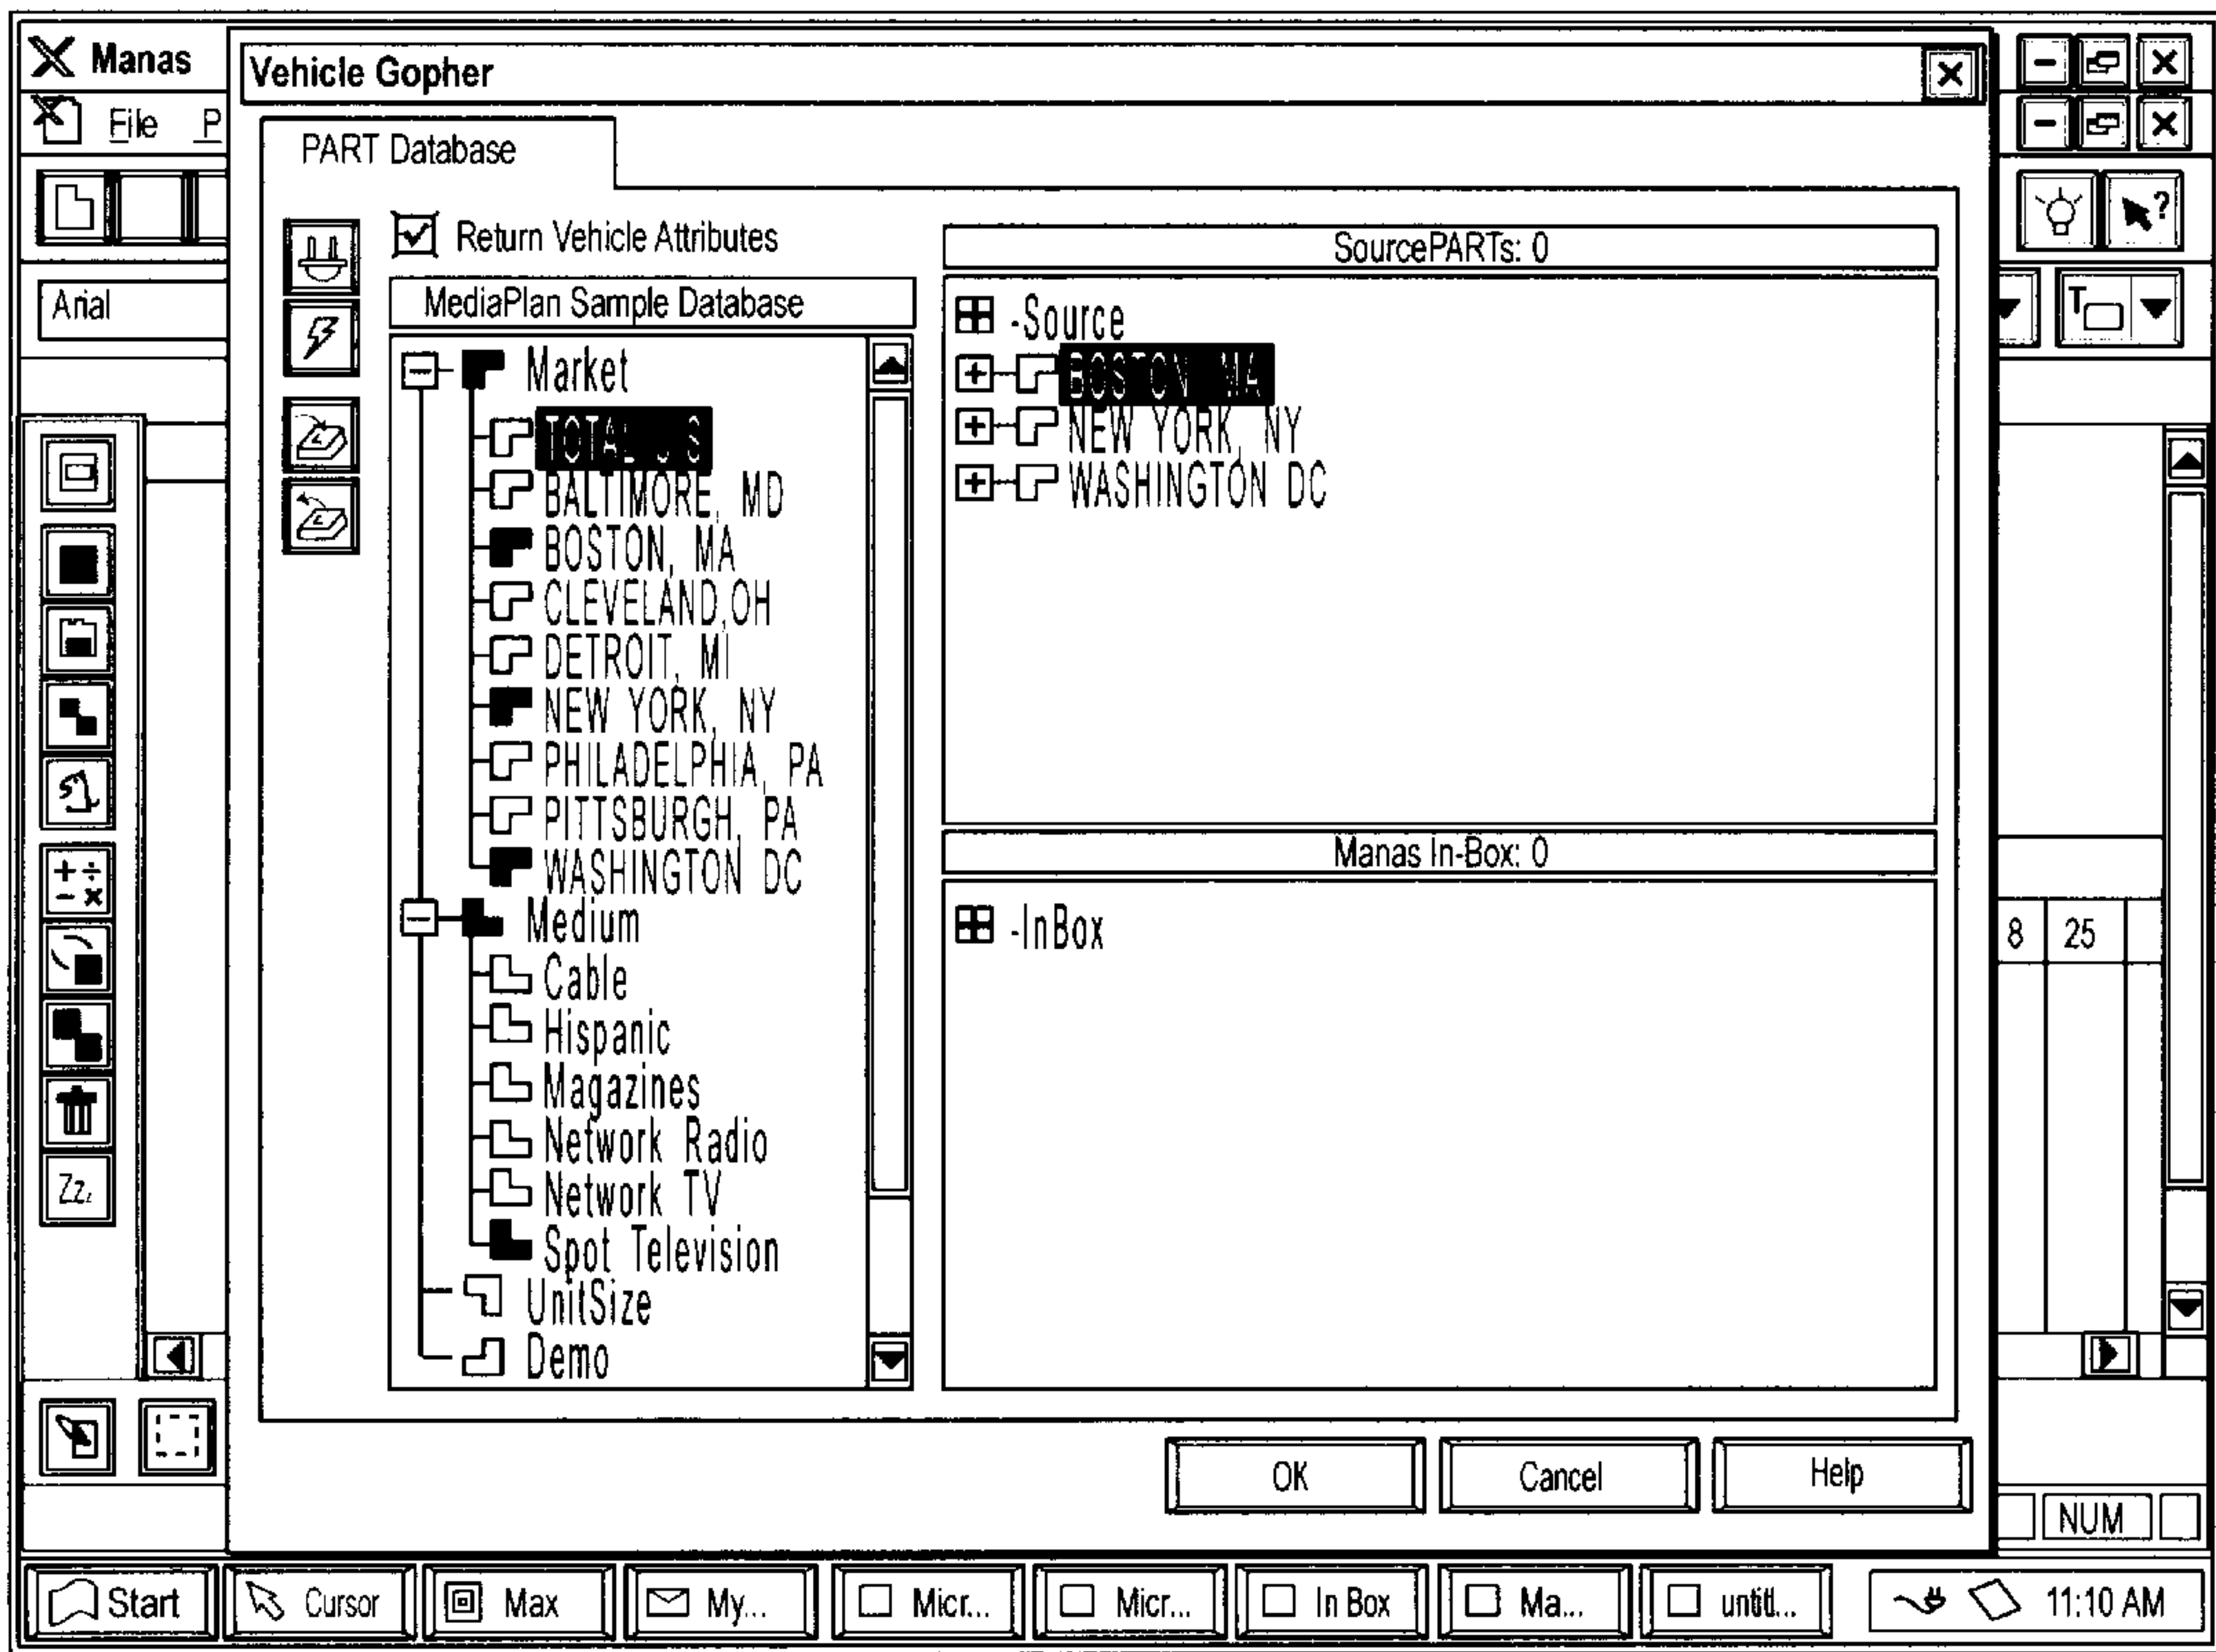 Manas
Vehicle Gopher
File P
PART Database
Return Vehicle Attributes
SourcePARTs: 0
Arial
MediaPlan Sample Database
-Source
Market
BOSTON, MA
TOTAL U S
NEW YORK, NY
BALTIMORE, MD
WASHINGTON DC
BOSTON, MA
CLEVELAND,OH
DETROIT, MI
NEW YORK, NY
PHILADELPHIA, PA
PITTSBURGH, PA
WASHINGTON DC
Manas In-Box: 0
Medium
-InBox
8 25
Cable
Hispanic
Magazines
Network Radio
Network TV
Zz
Spot Television
UnitSize
Demo
OK Cancel Help
NUM
Start Cursor Max My... Micr... Micr... In Box Ma... untitl... 11:10 AM